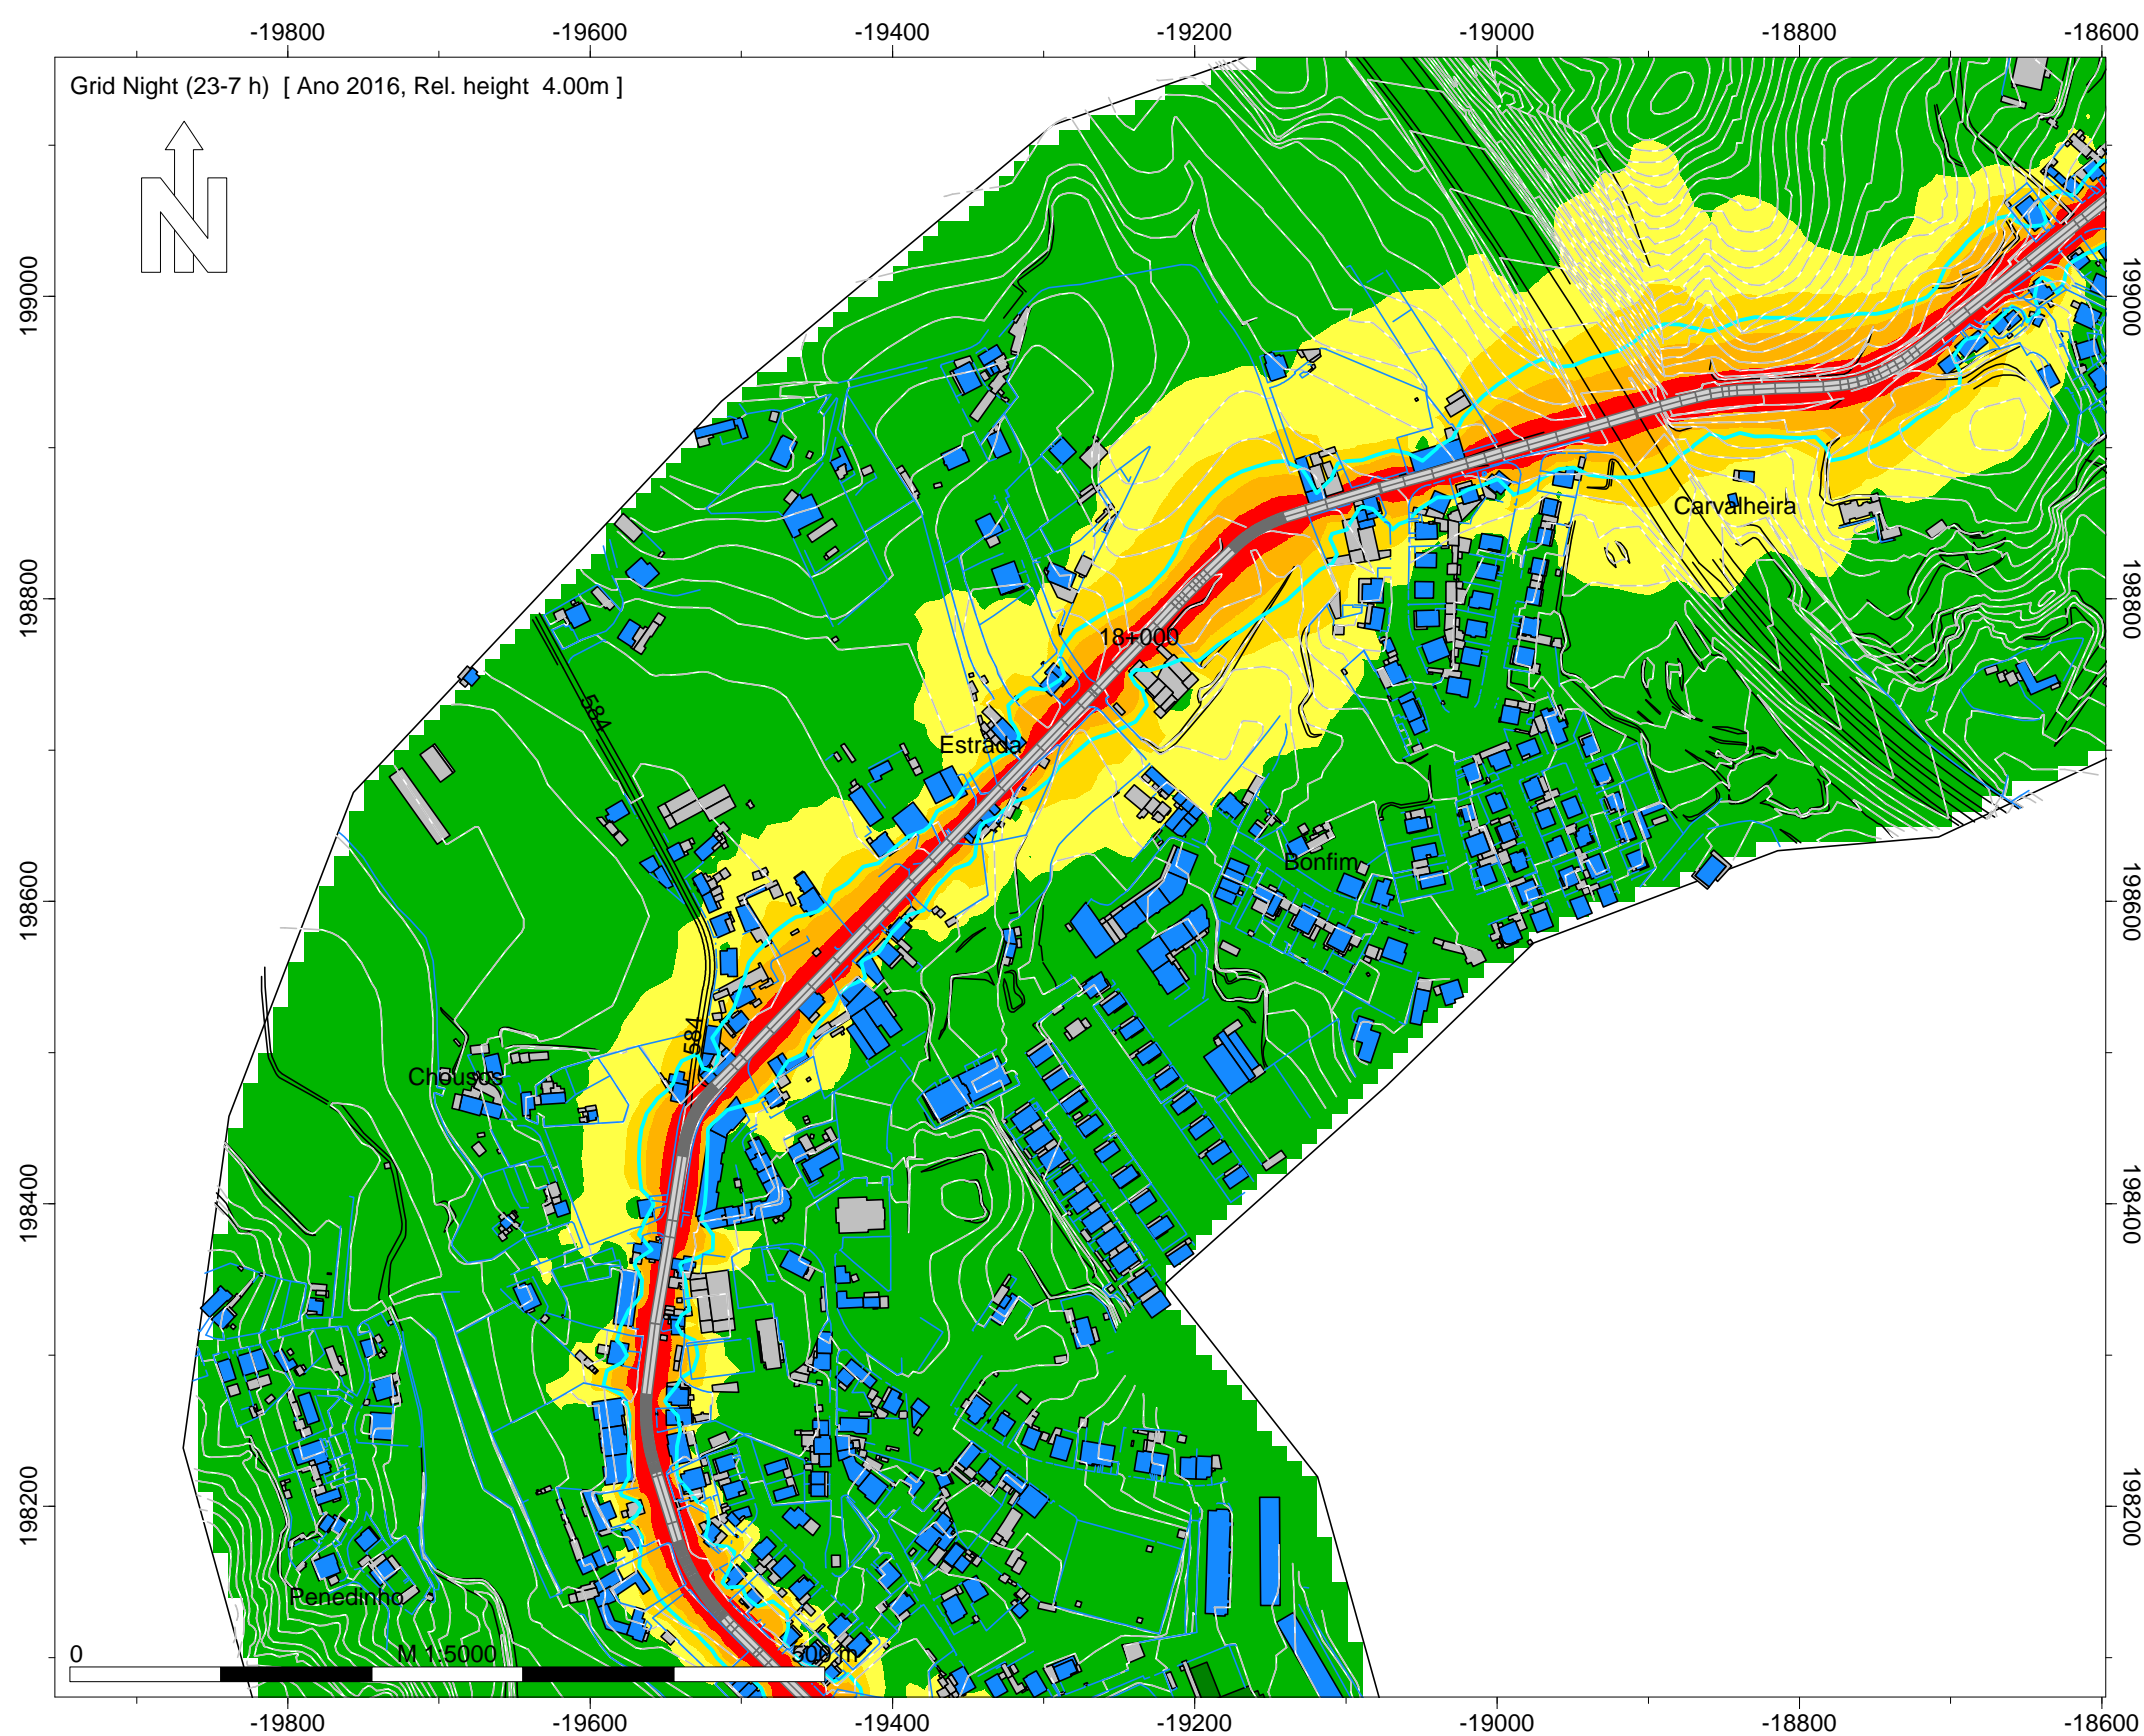 -19800 -19600 -19400 -19200 -19000 -18800 -18600
Grid Night (23-7 h) [ Ano 2016, Rel. height 4.00m ]
N
199000 199000
Carvalheira
198800 198800
18+000
584
Estrada
Bonfim
198600 198600
584
Chousos
198400 198400
198200 198200
Penedinho
0 M 1:5000 500 m
-19800 -19600 -19400 -19200 -19000 -18800 -18600